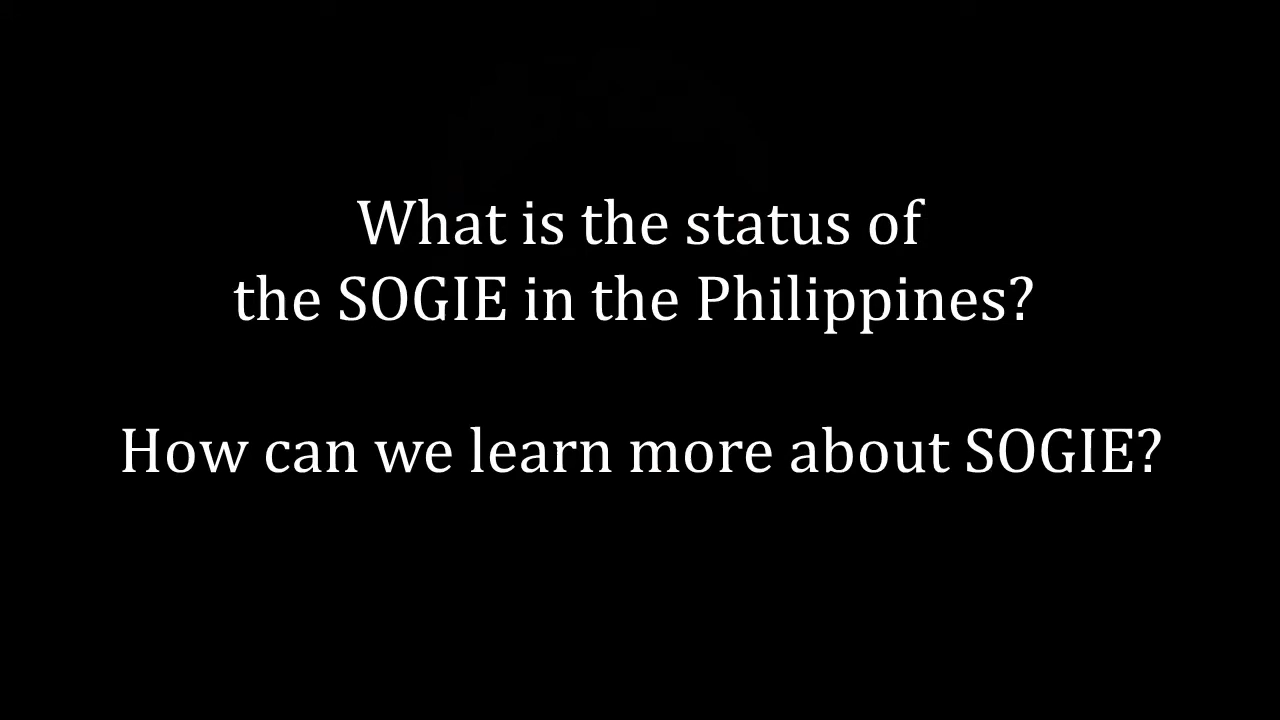 What is the status of
the SOGIE in the Philippines?
How can we learn more about SOGIE?